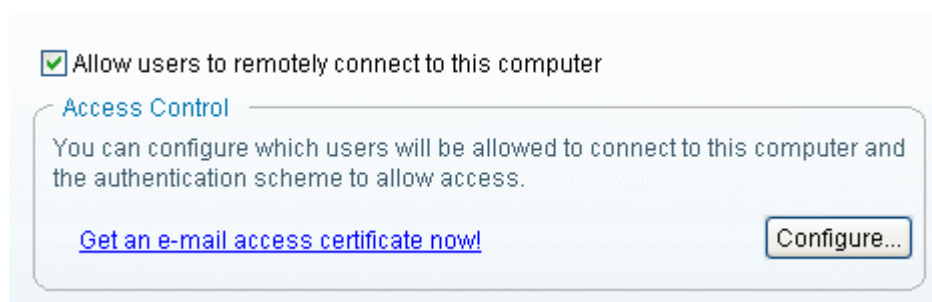 Allow users to remotely connect to this computer
Access Control
You can configure which users will be allowed to connect to this computer and
the authentication scheme to allow access.
Get an e-mail access certificate now!
Configure...